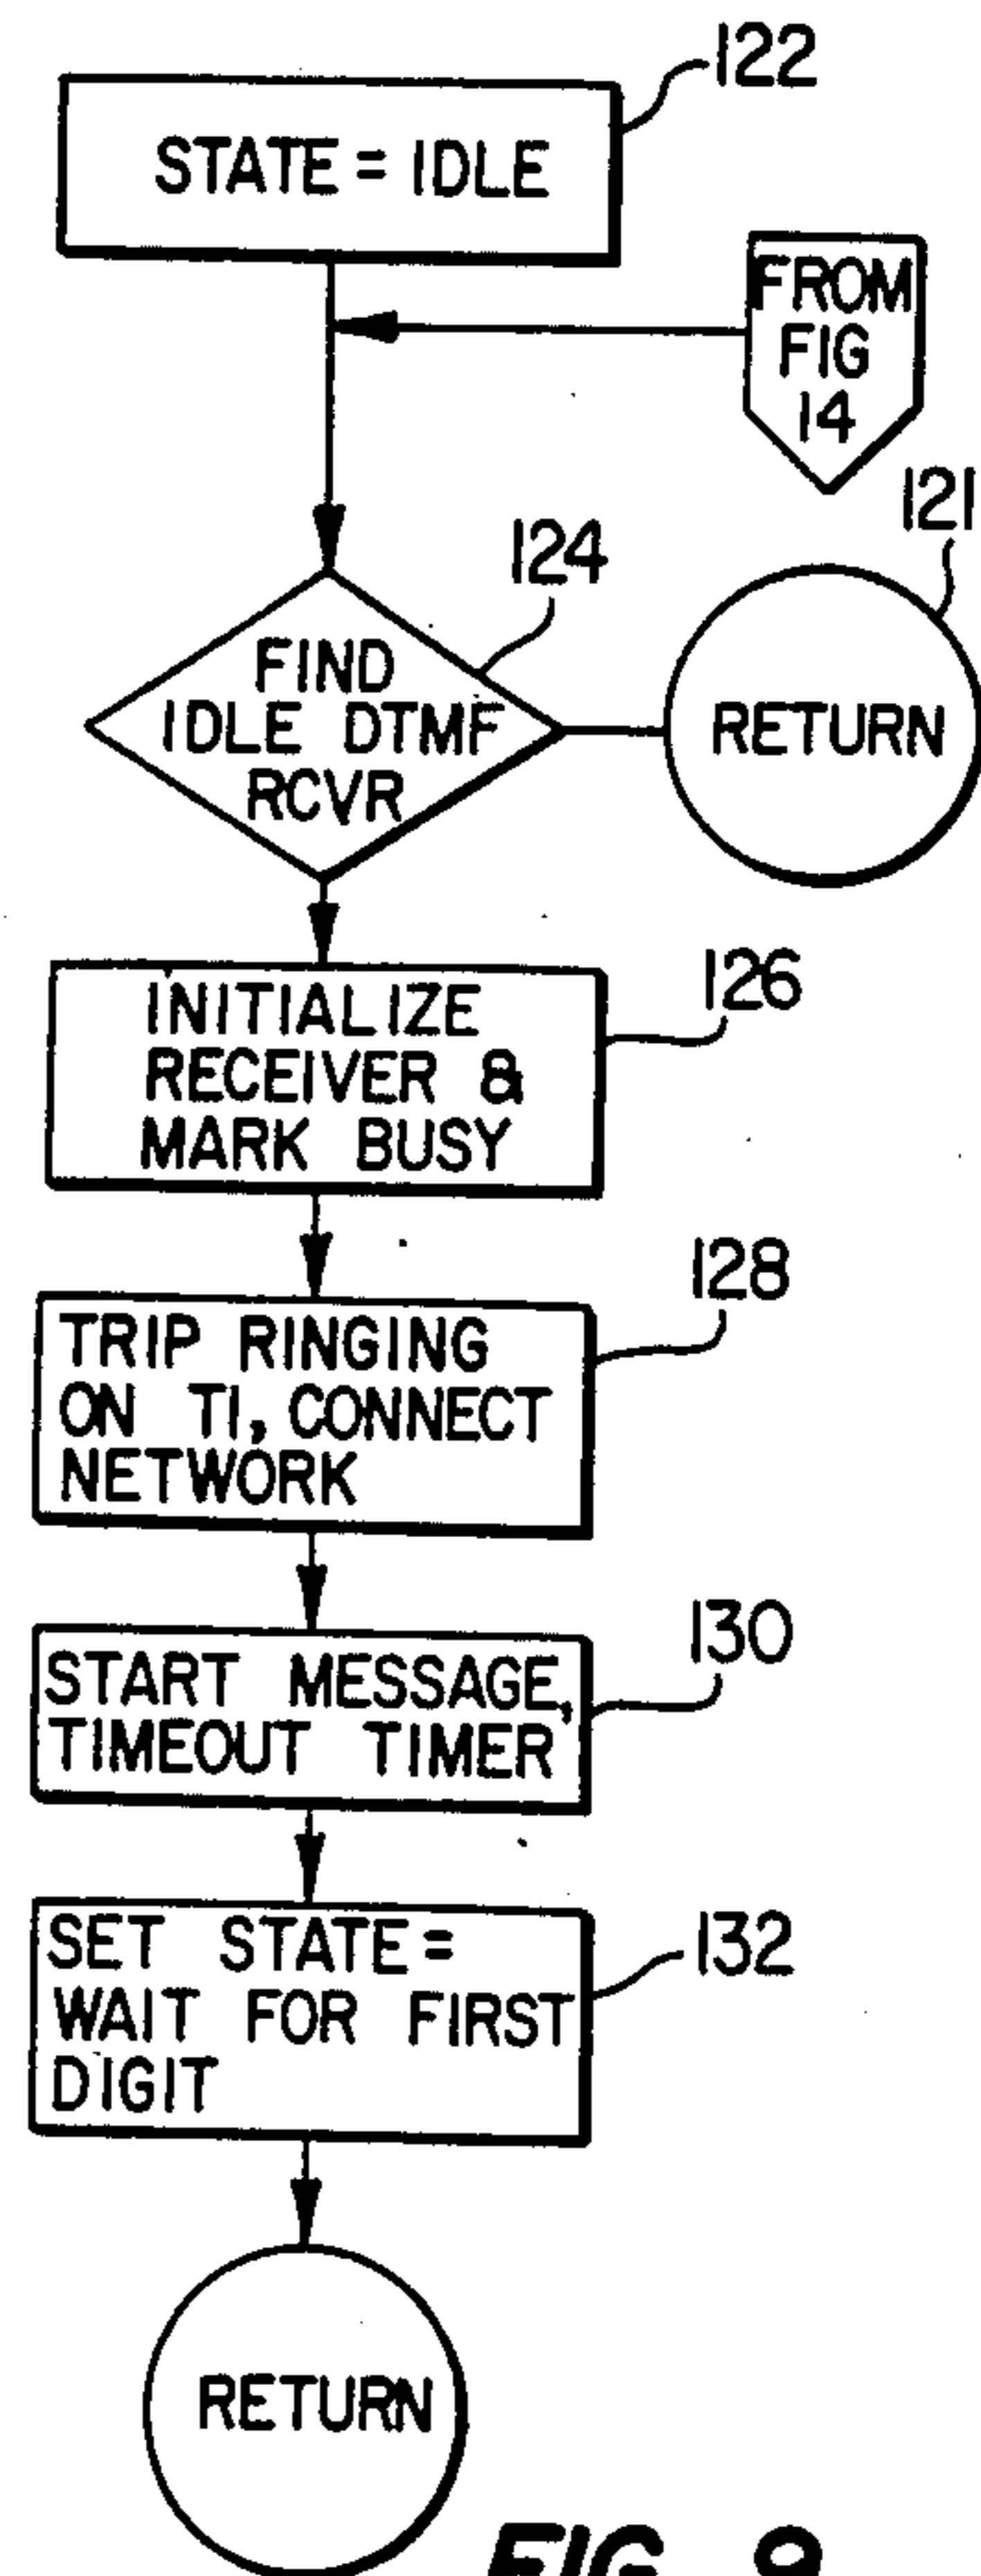 122
STATE = IDLE
FROM
FIG
14
121
124
FIND
IDLE DTMF
RCVR
RETURN
126
INITIALIZE
RECEIVER &
MARK BUSY
128
TRIP RINGING
ON T1, CONNECT
NETWORK
130
START MESSAGE,
TIMEOUT TIMER
132
SET STATE =
WAIT FOR FIRST
DIGIT
RETURN
FIG. 9